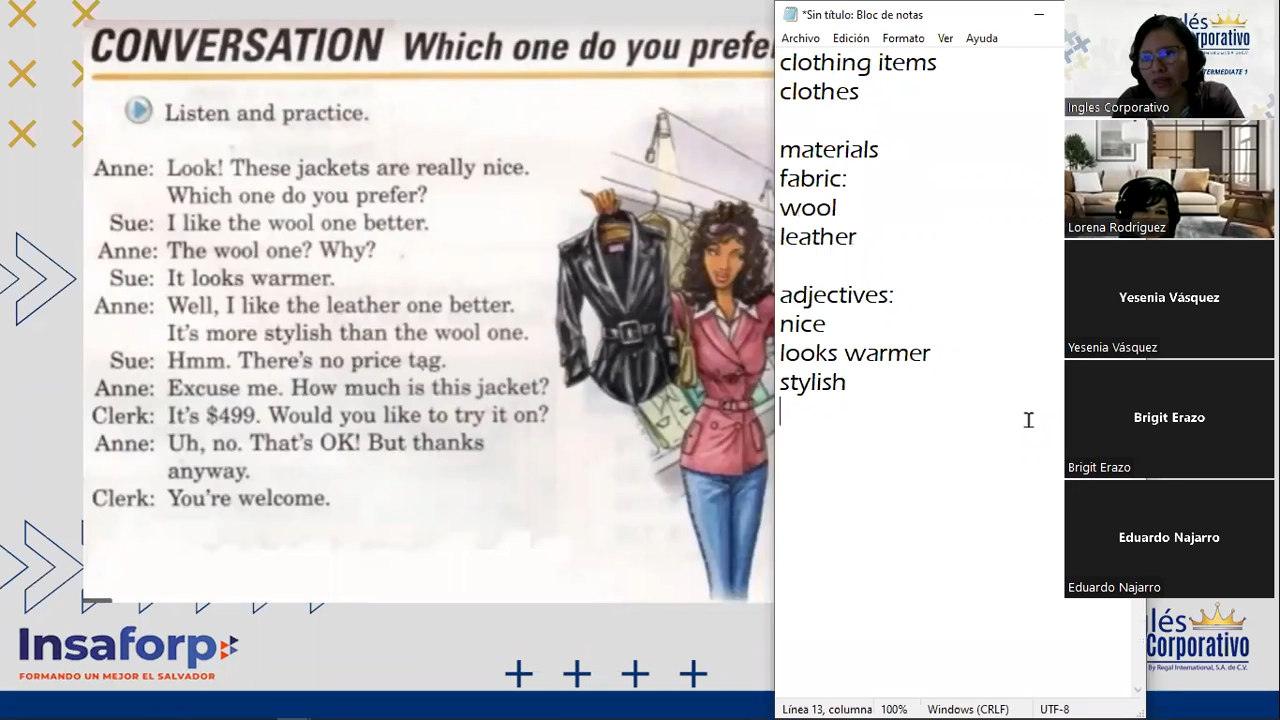 CONVERSATION Which one do you prefe
Listen and practice.
Anne: Look! These jackets are really nice.
Which one do you prefer?
Sue: I like the wool one better.
Anne: The wool one? Why?
Sue: It looks warmer.
Anne: Well, I like the leather one better.
It's more stylish than the wool one.
Sue: Hmm. There's no price tag.
Anne: Excuse me. How much is this jacket?
Clerk: It's $499. Would you like to try it on?
Anne: Uh, no. That's OK! But thanks
anyway.
Clerk: You're welcome.
Insaforp
FORMANDO UN MEJOR EL SALVADOR
*Sin título: Bloc de notas
Archivo Edición Formato Ver Ayuda
clothing items
clothes
materials
fabric:
wool
leather
adjectives:
nice
looks warmer
stylish
Línea 13, columna 100% Windows (CRLF) UTF-8
Ingles Corporativo
Lorena Rodriguez
Yesenia Vásquez
Yesenia Vásquez
Brigit Erazo
Brigit Erazo
Eduardo Najarro
Eduardo Najarro
glés
Corporativo
By Regal International, S.A. de C.V.